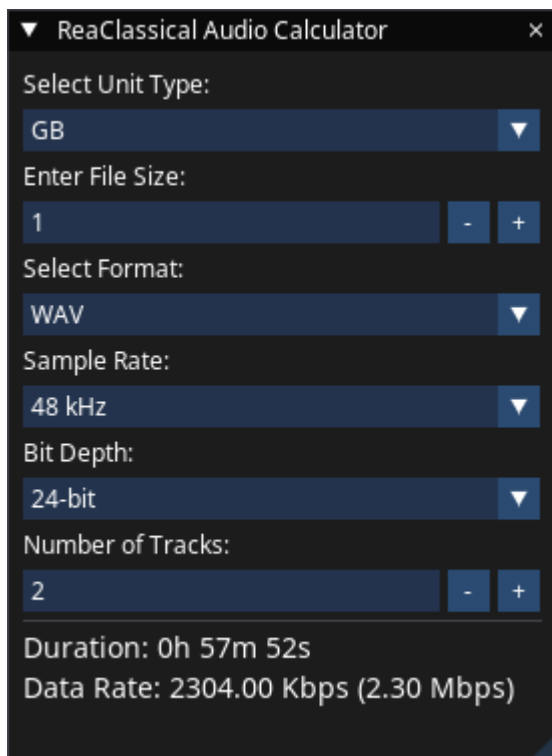 ReaClassical Audio Calculator ×
Select Unit Type:
GB
Enter File Size:
1 - +
Select Format:
WAV
Sample Rate:
48 kHz
Bit Depth:
24-bit
Number of Tracks:
2 - +
Duration: 0h 57m 52s
Data Rate: 2304.00 Kbps (2.30 Mbps)